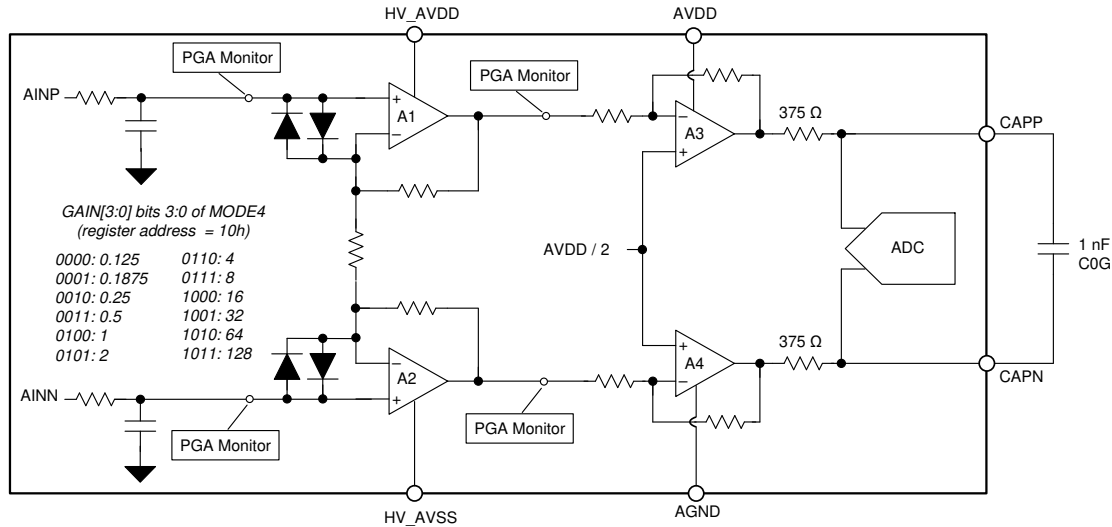 HV_AVDD
AVDD
PGA Monitor
PGA Monitor
AINP
+
A1
−
−
A3
+
375 Ω
CAPP
GAIN[3:0] bits 3:0 of MODE4
(register address = 10h)
0000: 0.125
0001: 0.1875
0010: 0.25
0011: 0.5
0100: 1
0101: 2
0110: 4
0111: 8
1000: 16
1001: 32
1010: 64
1011: 128
AVDD / 2
ADC
1 nF
C0G
−
A2
+
+
A4
−
375 Ω
CAPN
AINN
PGA Monitor
PGA Monitor
HV_AVSS
AGND